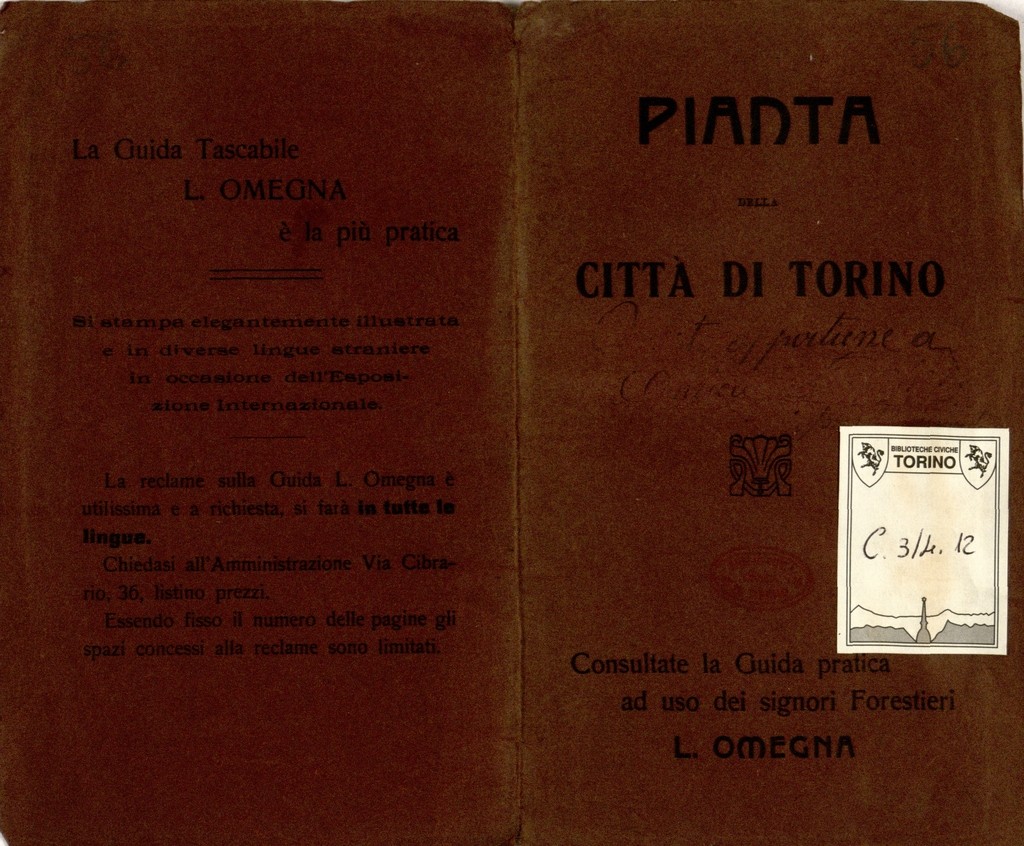 La Guida Tascabile
L. OMEGNA
è la più pratica
Si stampa elegantemente illustrata
e in diverse lingue straniere
in occasione dell'Esposi-
zione Internazionale.
La reclame sulla Guida L. Omegna è
utilissima e a richiesta, si farà in tutte le
lingue.
Chiedasi all'Amministrazione Via Cibra-
rio, 36, listino prezzi.
Essendo fisso il numero delle pagine gli
spazi concessi alla reclame sono limitati.
56
PIANTA
DELLA
CITTÀ DI TORINO
a
BIBLIOTECHE CIVICHE
TORINO
C. 3/4. 12
Consultate la Guida pratica
ad uso dei signori Forestieri
L. OMEGNA